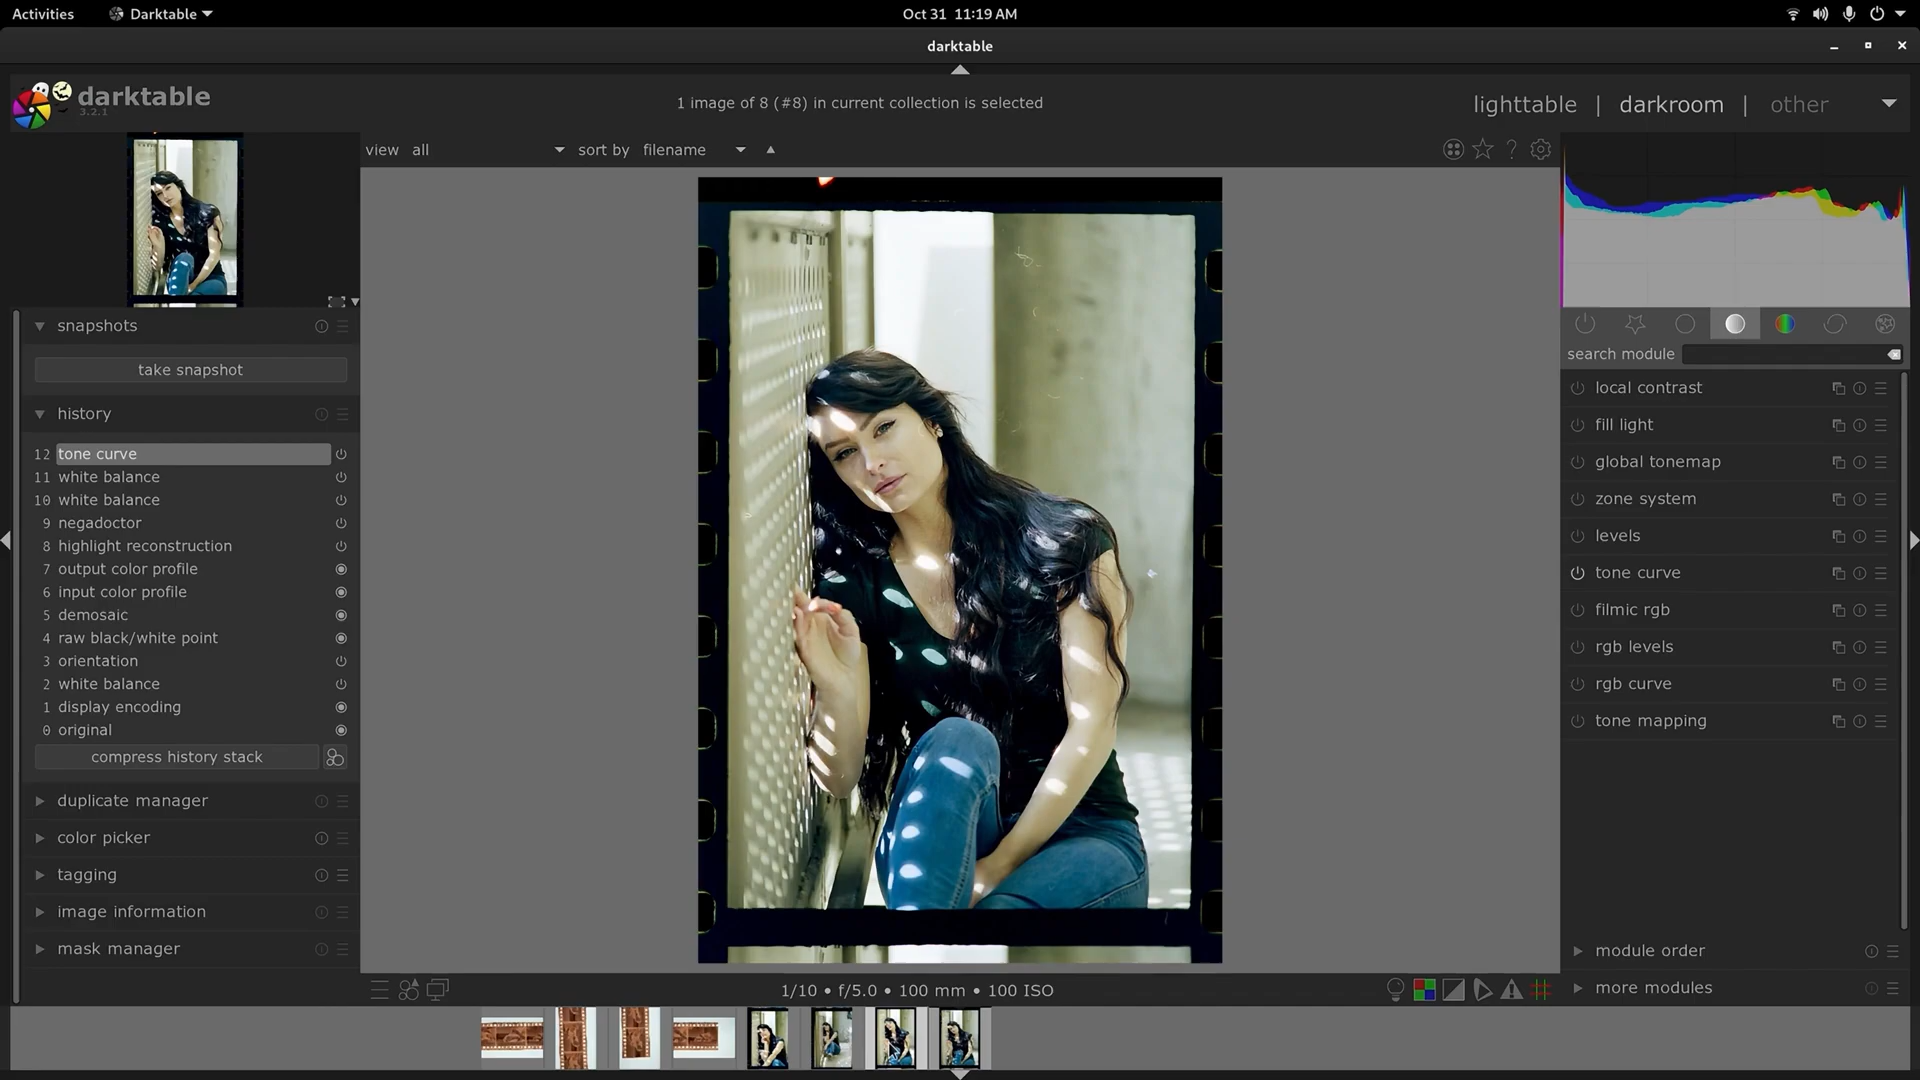 Activities Darktable Oct 31 11:19 AM
darktable
darktable
3.2.1
1 image of 8 (#8) in current collection is selected
lighttable | darkroom | other
view all sort by filename
snapshots
take snapshot
history
12 tone curve
11 white balance
10 white balance
9 negadoctor
8 highlight reconstruction
7 output color profile
6 input color profile
5 demosaic
4 raw black/white point
3 orientation
2 white balance
1 display encoding
0 original
compress history stack
duplicate manager
color picker
tagging
image information
mask manager
search module
local contrast
fill light
global tonemap
zone system
levels
tone curve
filmic rgb
rgb levels
rgb curve
tone mapping
module order
more modules
1/10 • f/5.0 • 100 mm • 100 ISO